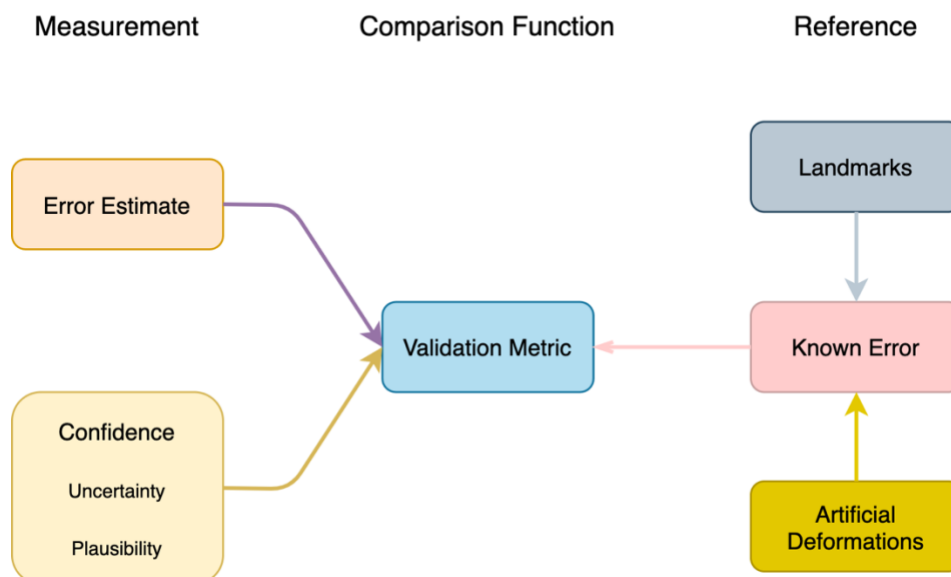 Measurement
Comparison Function
Reference
Landmarks
Error Estimate
Validation Metric
Known Error
Confidence
Uncertainty
Plausibility
Artificial
Deformations